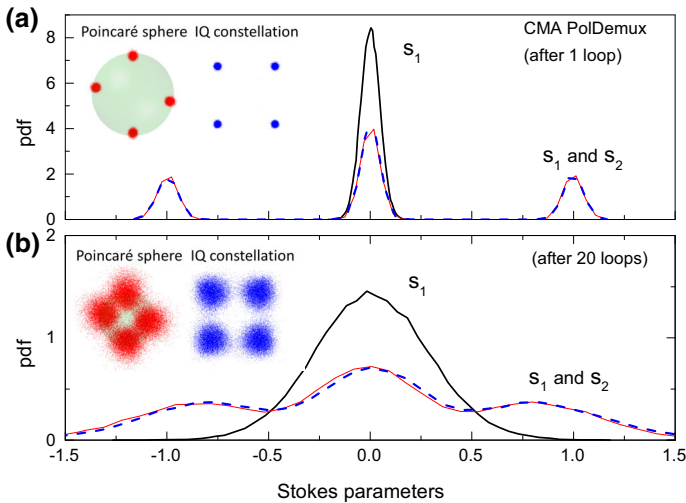 (a)
Poincaré sphere IQ constellation
CMA PolDemux
(after 1 loop)
s1
s1 and s2
pdf
8
6
4
2
0
(b)
Poincaré sphere IQ constellation
(after 20 loops)
s1
s1 and s2
pdf
2
1
0
-1.5 -1.0 -0.5 0.0 0.5 1.0 1.5
Stokes parameters